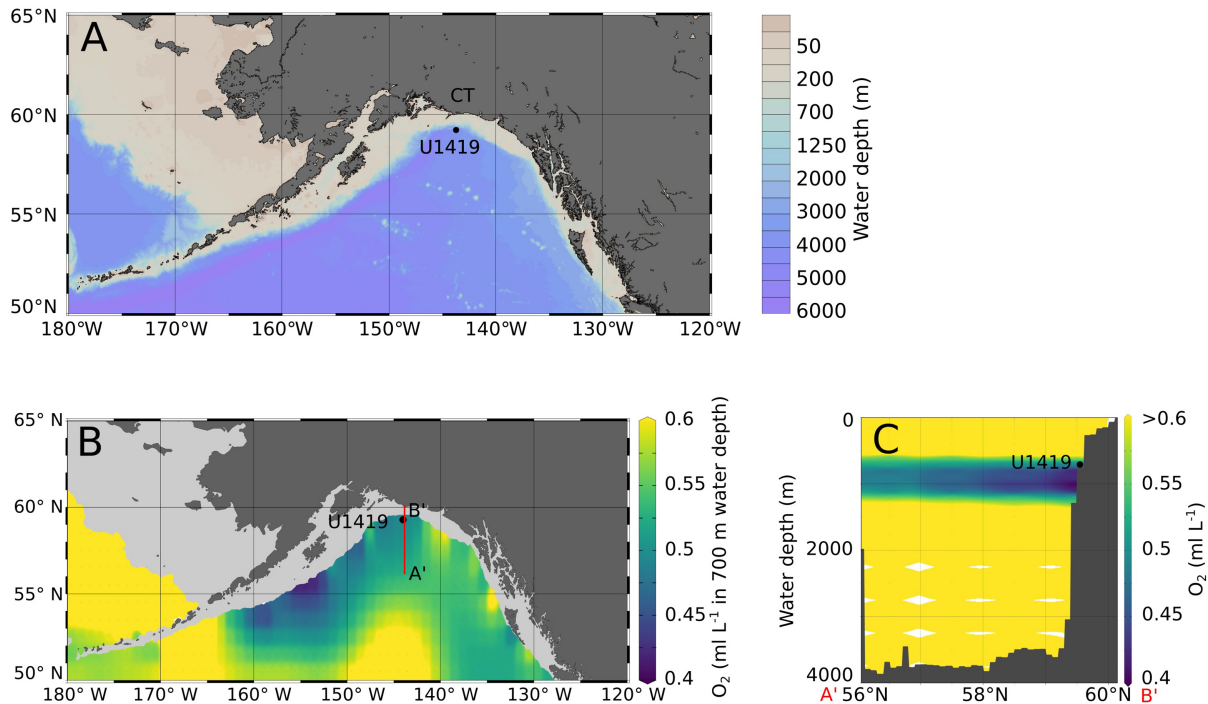 A
65°N
60°N
55°N
50°N
180°W 170°W 160°W 150°W 140°W 130°W 120°W
CT
U1419
50
200
700
1250
2000
3000
4000
5000
6000
Water depth (m)
B
65° N
60° N
55° N
50° N
180°W 170°W 160°W 150°W 140°W 130°W 120°W
U1419
B'
A'
0.6
0.55
0.5
0.45
0.4
O₂ (ml L⁻¹ in 700 m water depth)
C
0
2000
4000
Water depth (m)
U1419
A' 56°N 58°N 60°N B'
>0.6
0.55
0.5
0.45
0.4
O₂ (ml L⁻¹)